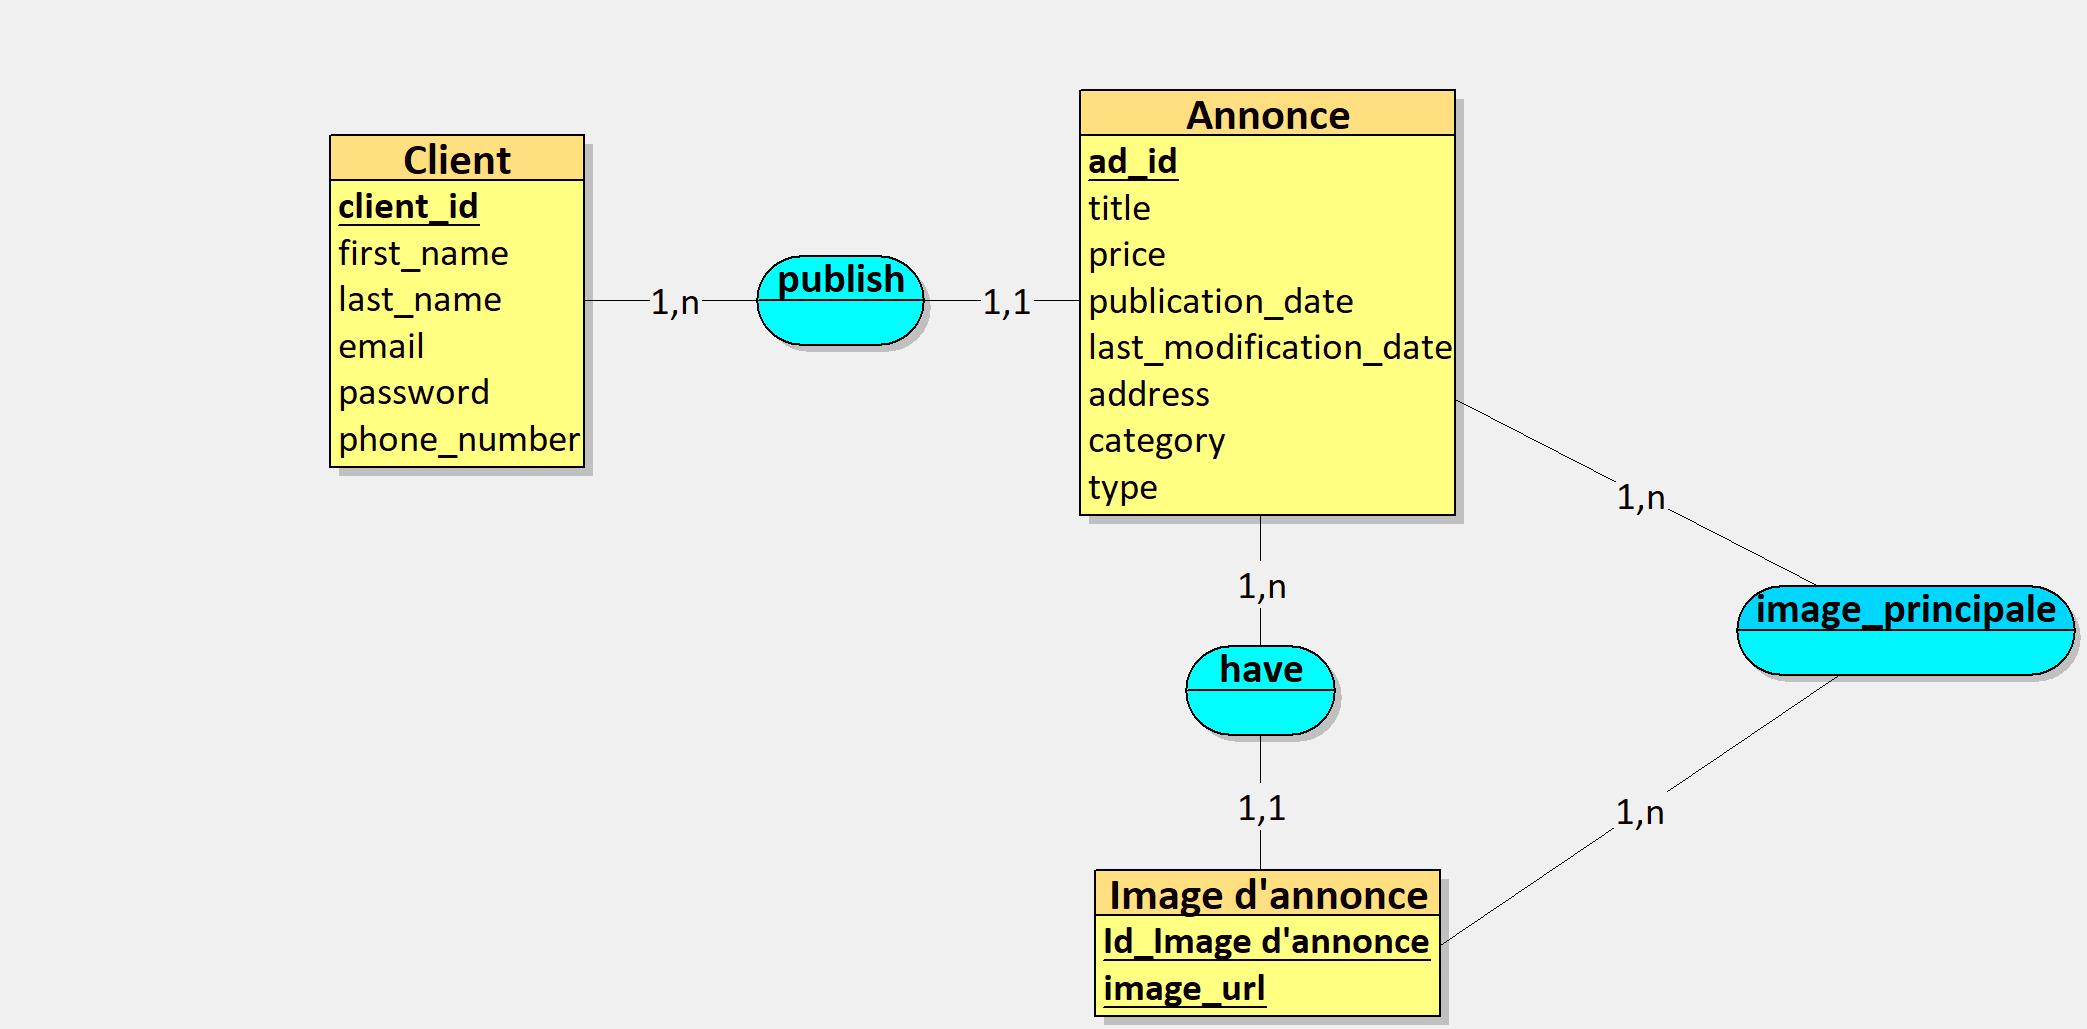 Client
client_id
first_name
last_name
email
password
phone_number
1,n
publish
1,1
Annonce
ad_id
title
price
publication_date
last_modification_date
address
category
type
1,n
have
1,1
1,n
image_principale
1,n
Image d'annonce
Id_Image d'annonce
image_url